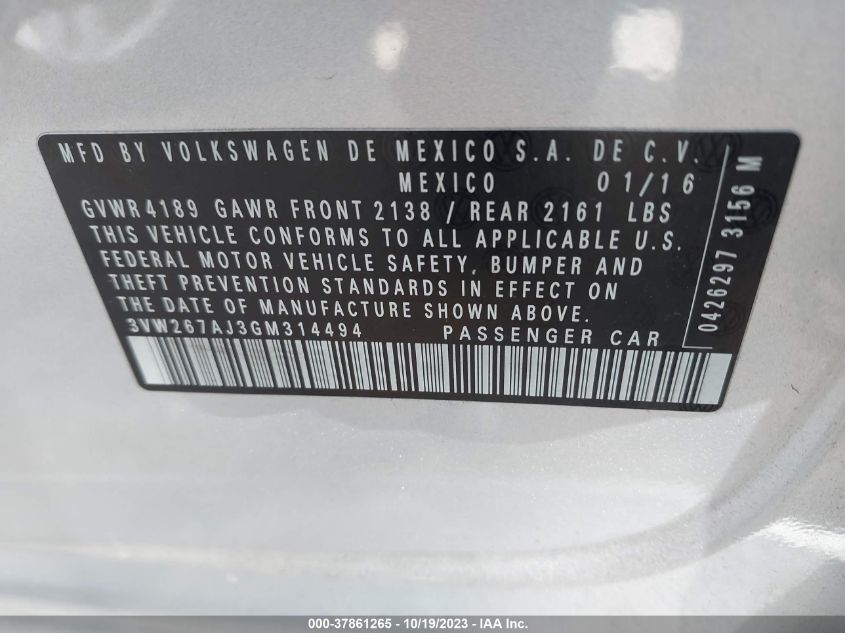 MFD BY VOLKSWAGEN DE MEXICO S.A. DE C.V.
MEXICO 01/16
GVWR 4189 GAWR FRONT 2138 / REAR 2161 LBS
THIS VEHICLE CONFORMS TO ALL APPLICABLE U.S.
FEDERAL MOTOR VEHICLE SAFETY, BUMPER AND
THEFT PREVENTION STANDARDS IN EFFECT ON
THE DATE OF MANUFACTURE SHOWN ABOVE.
3VW267AJ3GM314494 PASSENGER CAR
0426297 3156 M
000-37861265 - 10/19/2023 - IAA Inc.